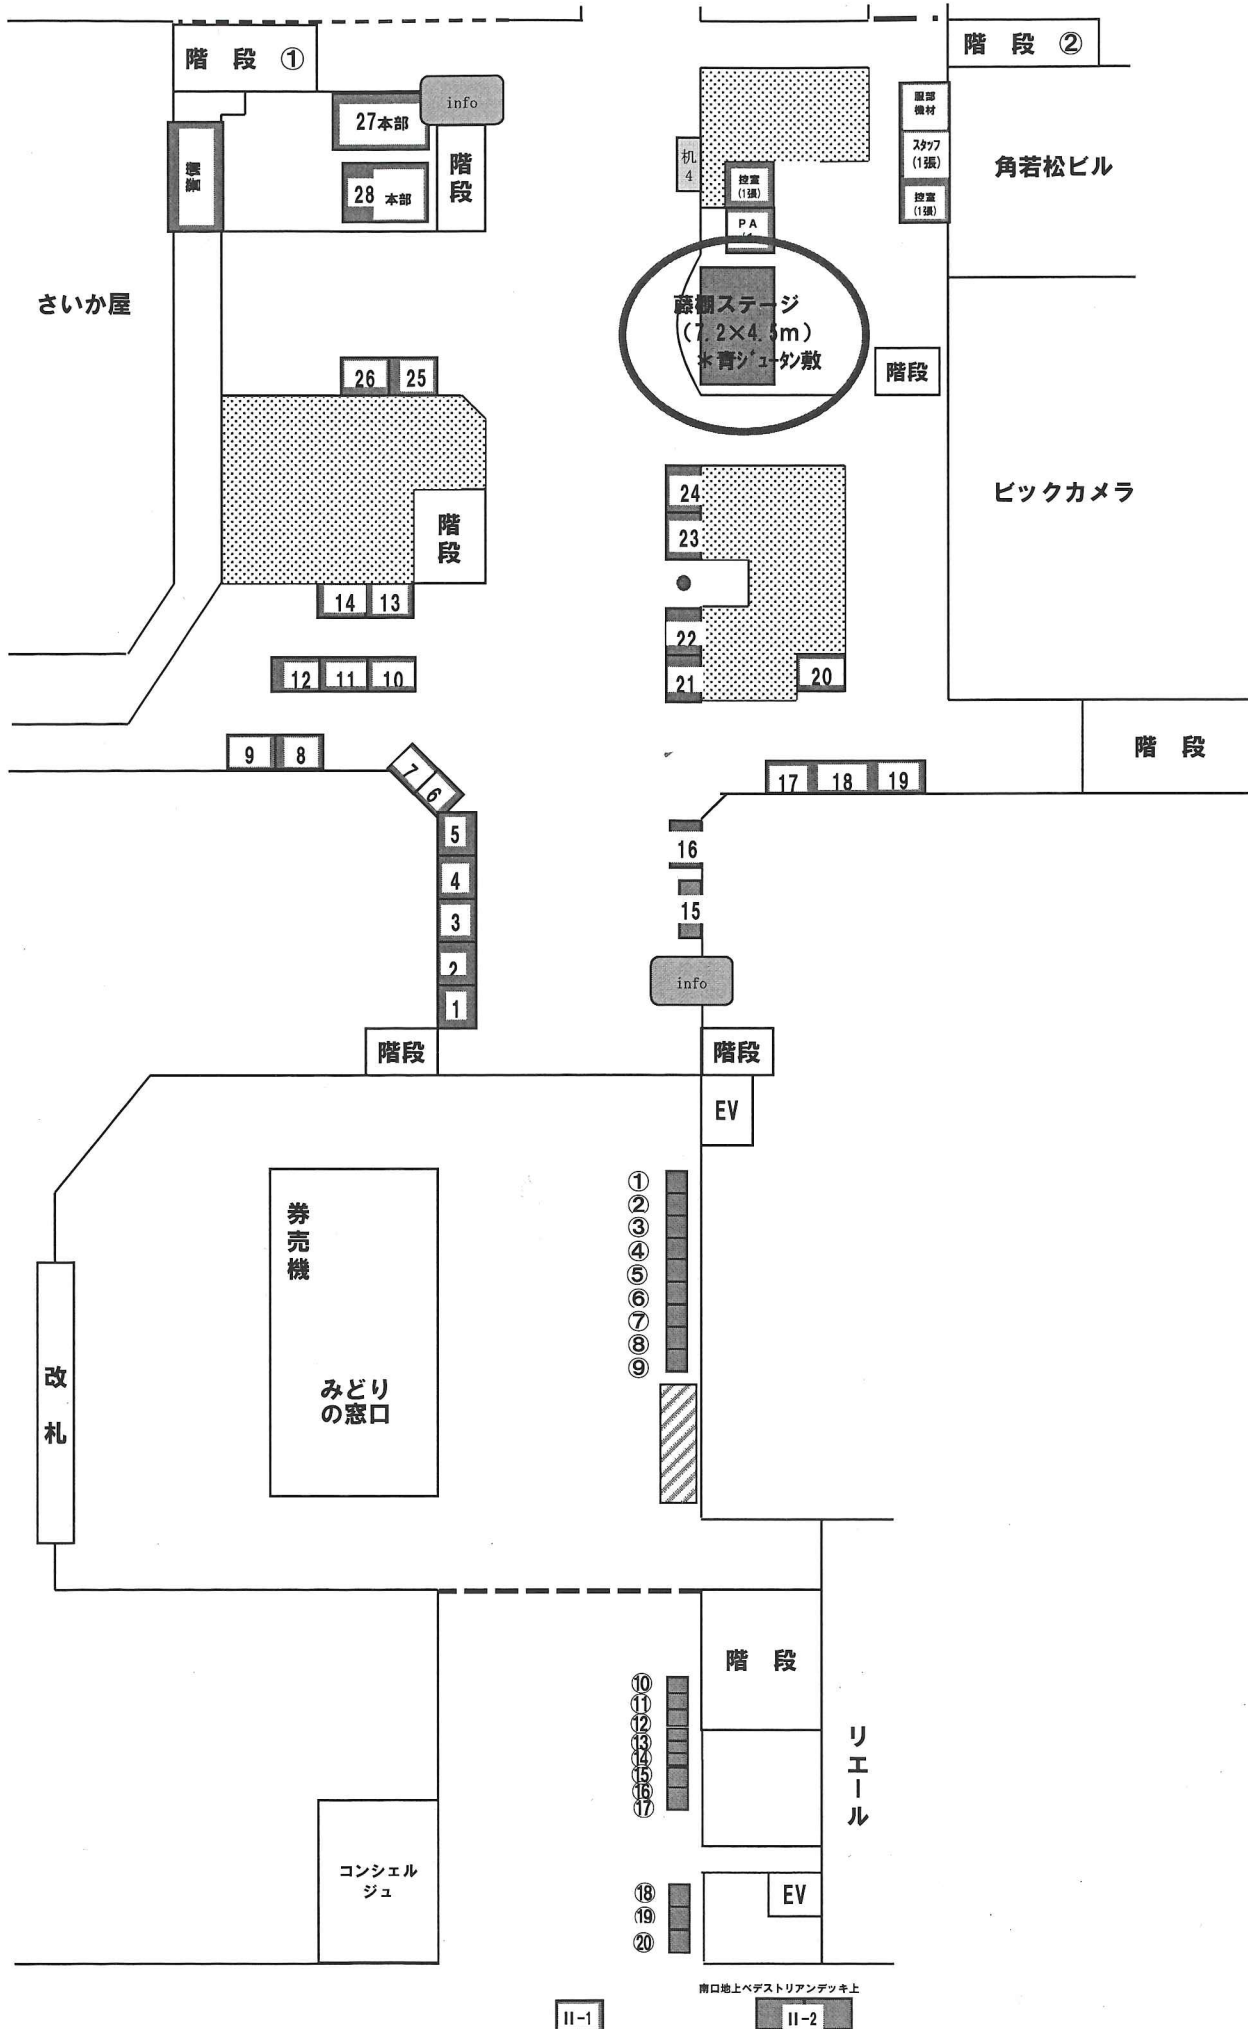 階 段 ①
階 段 ②
info
27本部
28 本部
階段
警備
机
4
控室
(1張)
PA
服部
機材
スタッフ
(1張)
控室
(1張)
角若松ビル
さいか屋
藤棚ステージ
(7.2×4.5m)
＊青ジュータン敷
階段
26
25
ビックカメラ
階段
24
23
22
21
20
14
13
12
11
10
9
8
7
6
5
4
3
2
1
17
18
19
階 段
16
15
info
階段
階段
EV
券売機
みどり
の窓口
改 札
①
②
③
④
⑤
⑥
⑦
⑧
⑨
階 段
⑩
⑪
⑫
⑬
⑭
⑮
⑯
⑰
リエール
コンシェル
ジュ
⑱
⑲
⑳
EV
南口地上ペデストリアンデッキ上
II-1
II-2